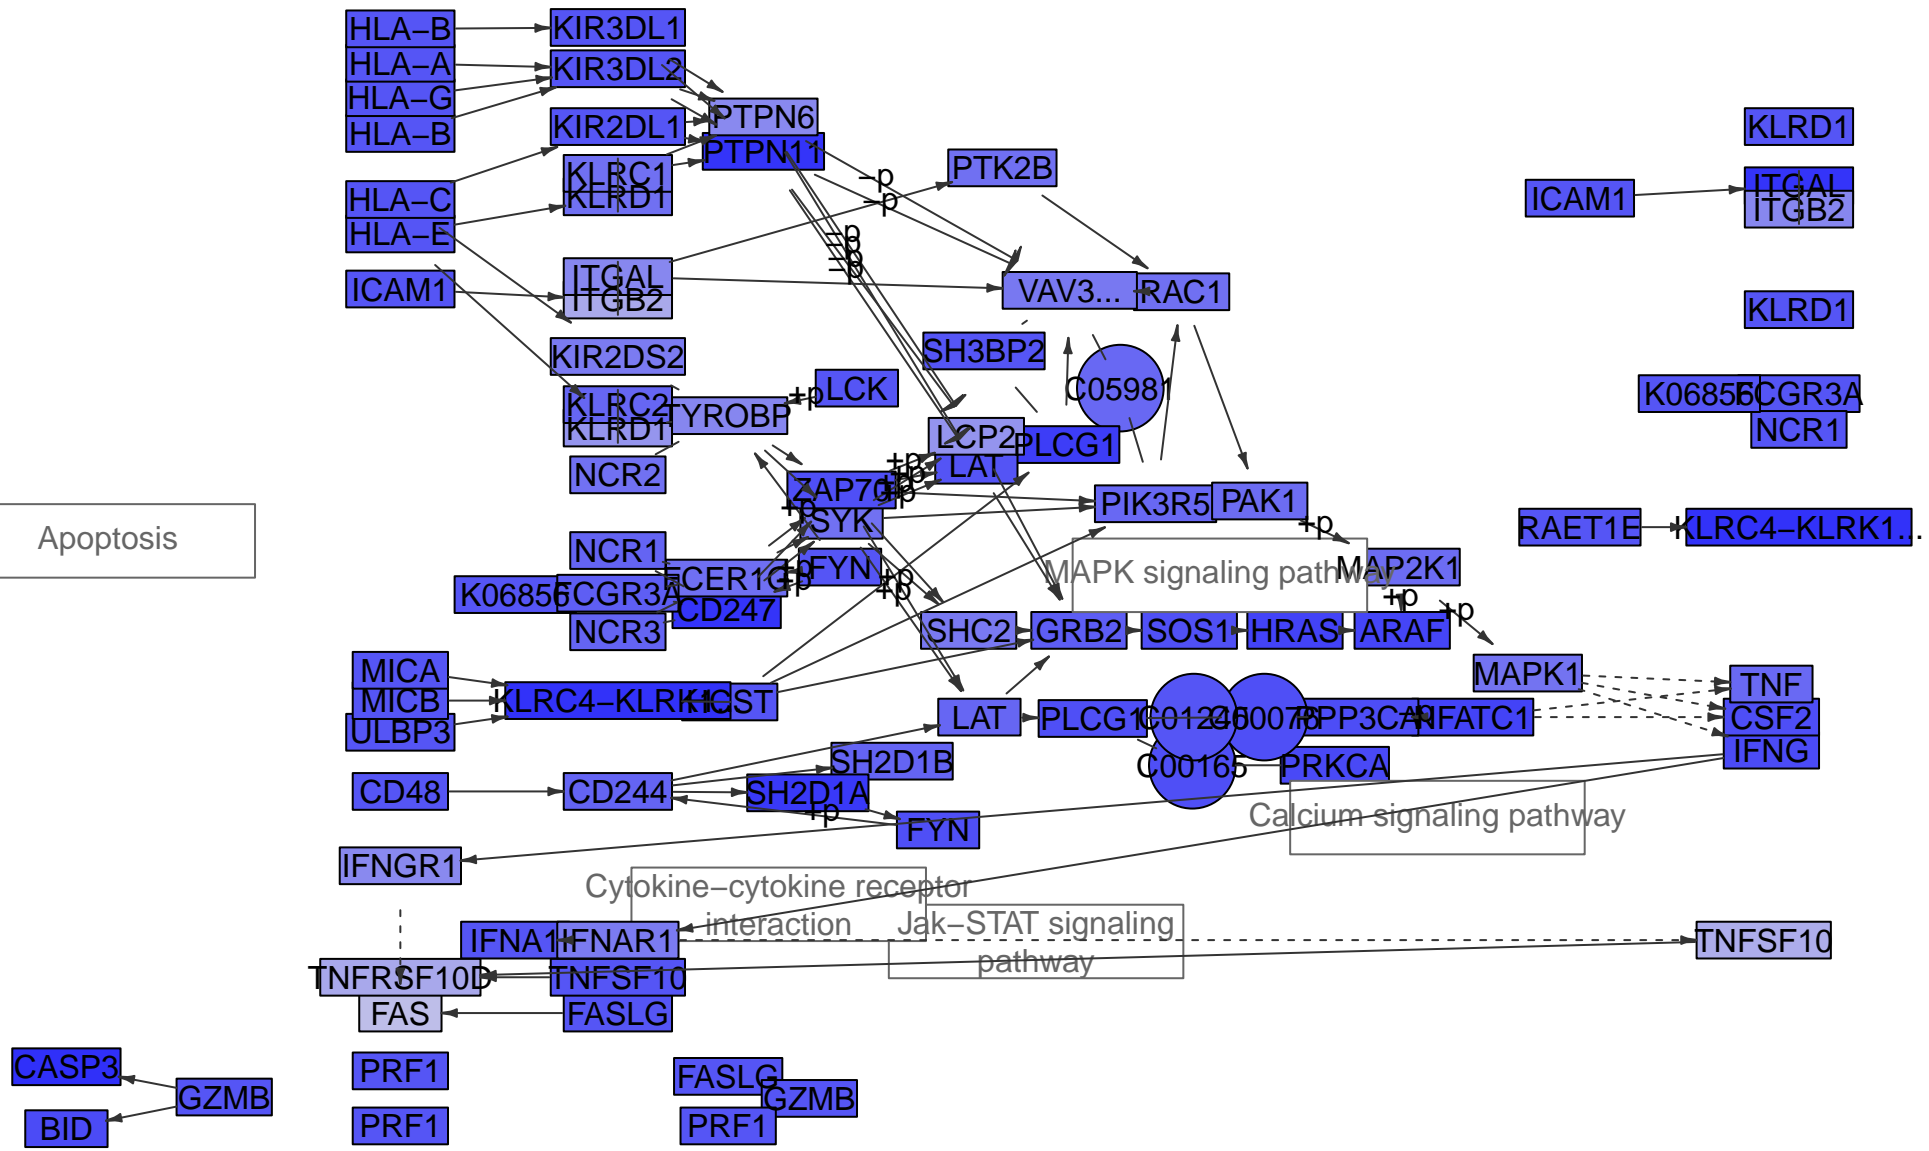 HLA−B
KIR3DL1
HLA−A
KIR3DL2
HLA−G
HLA−B
KIR2DL1
PTPN6
PTPN11
KLRC1
KLRD1
HLA−C
HLA−E
ICAM1
ITGAL
ITGB2
PTK2B
−p
−p
−p
−p
−p
−p
VAV3...
RAC1
KLRD1
ICAM1
ITGAL
ITGB2
KLRD1
KIR2DS2
SH3BP2
C05981
LCK
+p
KLRC2
KLRD1
TYROBP
LCP2
LAT
PLCG1
K06856
FCGR3A
NCR1
NCR2
ZAP70
SYK
+p
+p
+p
+p
+p
PIK3R5
PAK1
+p
RAET1E
KLRC4−KLRK1...
Apoptosis
NCR1
FCER1G
FYN
+p
+p
+p
+p
K06856
FCGR3A
CD247
NCR3
MAPK signaling pathway
MAP2K1
+p
+p
SHC2
GRB2
SOS1
HRAS
ARAF
MICA
MICB
ULBP3
KLRC4−KLRK1...
HCST
MAPK1
TNF
CSF2
IFNG
LAT
PLCG1
C01245
C00076
PPP3CA
NFATC1
C00165
PRKCA
SH2D1B
CD48
CD244
SH2D1A
+p
FYN
Calcium signaling pathway
IFNGR1
Cytokine−cytokine receptor
interaction
Jak−STAT signaling
pathway
IFNA1
IFNAR1
TNFSF10
TNFRSF10D
TNFSF10
FAS
FASLG
CASP3
GZMB
BID
PRF1
PRF1
FASLG
GZMB
PRF1